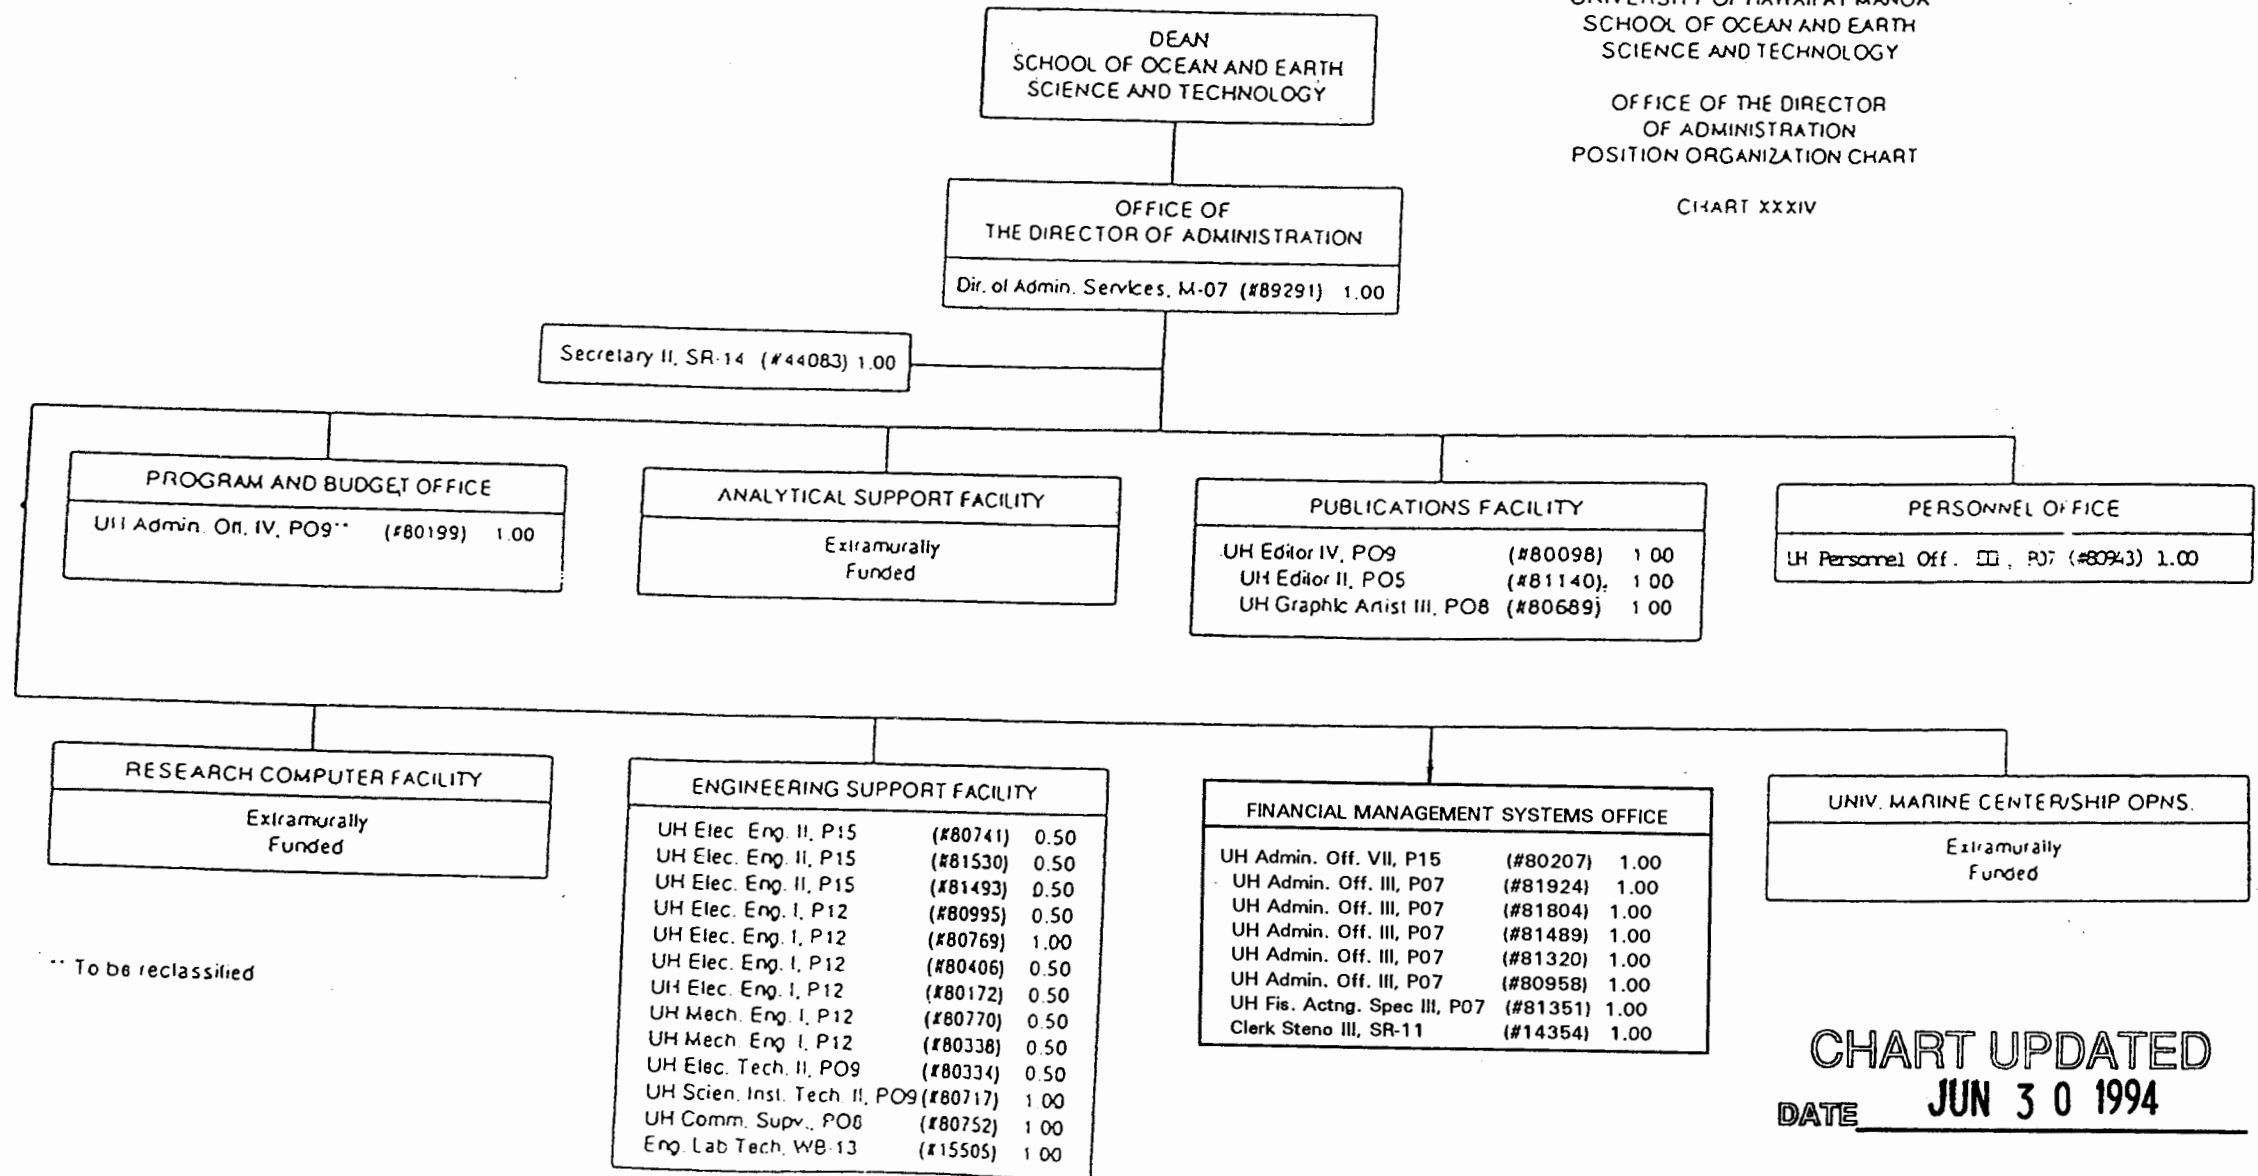 DEAN
SCHOOL OF OCEAN AND EARTH
SCIENCE AND TECHNOLOGY
UNIVERSITY OF HAWAII AT MANOA
SCHOOL OF OCEAN AND EARTH
SCIENCE AND TECHNOLOGY
OFFICE OF THE DIRECTOR
OF ADMINISTRATION
POSITION ORGANIZATION CHART
CHART XXXIV
OFFICE OF
THE DIRECTOR OF ADMINISTRATION
Dir. of Admin. Services, M-07 (#89291) 1.00
Secretary II, SR-14 (#44083) 1.00
PROGRAM AND BUDGET OFFICE
UH Admin. Off. IV, PO9** (#80199) 1.00
ANALYTICAL SUPPORT FACILITY
Extramurally
Funded
PUBLICATIONS FACILITY
UH Editor IV, PO9 (#80098) 1 00
UH Editor II, PO5 (#81140) 1 00
UH Graphic Artist III, PO8 (#80689) 1 00
PERSONNEL OFFICE
UH Personnel Off. III, P07 (#80943) 1.00
RESEARCH COMPUTER FACILITY
Extramurally
Funded
ENGINEERING SUPPORT FACILITY
UH Elec Eng. II, P15 (#80741) 0.50
UH Elec. Eng. II, P15 (#81530) 0.50
UH Elec. Eng. II, P15 (#81493) 0.50
UH Elec. Eng. I, P12 (#80995) 0.50
UH Elec. Eng. I, P12 (#80769) 1.00
UH Elec. Eng. I, P12 (#80406) 0.50
UH Elec. Eng. I, P12 (#80172) 0.50
UH Mech. Eng. I, P12 (#80770) 0.50
UH Mech. Eng I, P12 (#80338) 0.50
UH Elec. Tech. II, PO9 (#80334) 0.50
UH Scien. Inst. Tech. II, PO9 (#80717) 1 00
UH Comm. Supv., PO8 (#80752) 1 00
Eng. Lab Tech. WB-13 (#15505) 1 00
FINANCIAL MANAGEMENT SYSTEMS OFFICE
UH Admin. Off. VII, P15 (#80207) 1.00
UH Admin. Off. III, P07 (#81924) 1.00
UH Admin. Off. III, P07 (#81804) 1.00
UH Admin. Off. III, P07 (#81489) 1.00
UH Admin. Off. III, P07 (#81320) 1.00
UH Admin. Off. III, P07 (#80958) 1.00
UH Fis. Actng. Spec III, P07 (#81351) 1.00
Clerk Steno III, SR-11 (#14354) 1.00
UNIV. MARINE CENTER/SHIP OPNS.
Extramurally
Funded
** To be reclassified
CHART UPDATED
DATE JUN 3 0 1994